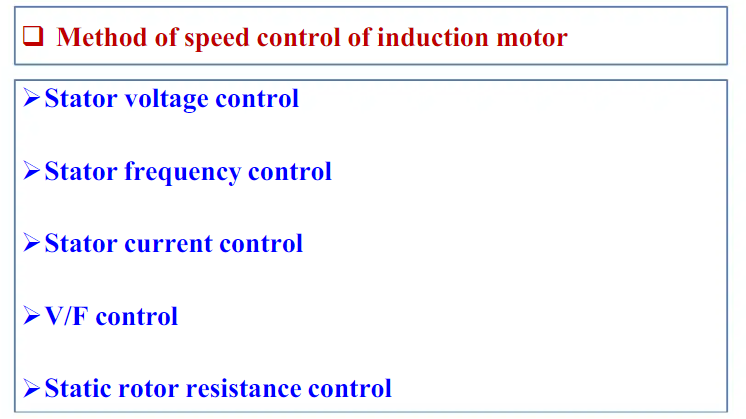 ❑ Method of speed control of induction motor
➢Stator voltage control
➢Stator frequency control
➢Stator current control
➢V/F control
➢Static rotor resistance control